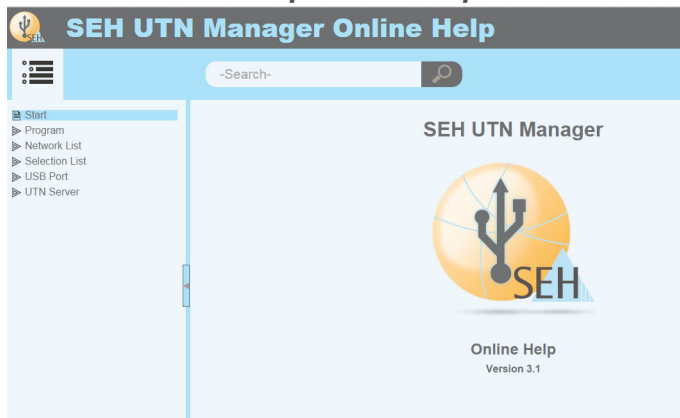 SEH
SEH UTN Manager Online Help
-Search-
Start
Program
Network List
Selection List
USB Port
UTN Server
SEH UTN Manager
SEH
Online Help
Version 3.1